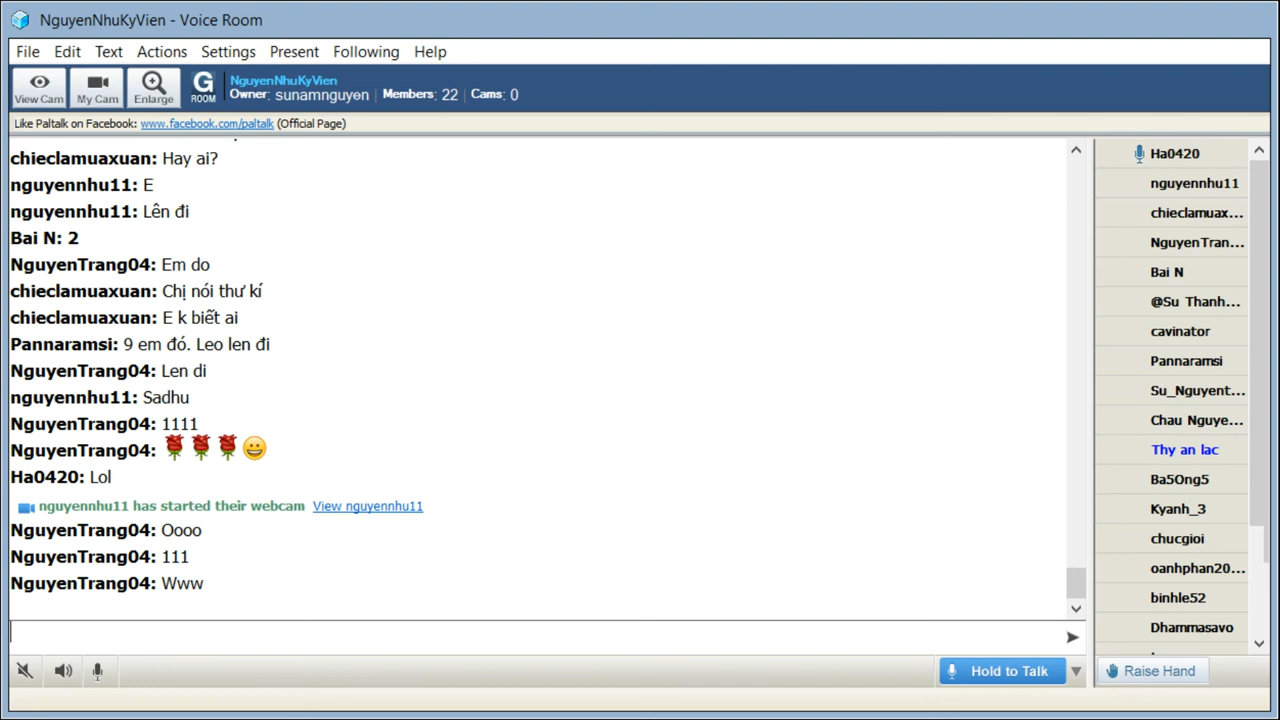 NguyenNhuKyVien - Voice Room
File Edit Text Actions Settings Present Following Help
View Cam My Cam Enlarge G ROOM NguyenNhuKyVien
Owner: sunamnguyen Members: 22 Cams: 0
Like Paltalk on Facebook: www.facebook.com/paltalk (Official Page)
chieclamuaxuan: Hay ai?
nguyennhu11: E
nguyennhu11: Lên đi
Bai N: 2
NguyenTrang04: Em do
chieclamuaxuan: Chị nói thư kí
chieclamuaxuan: E k biết ai
Pannaramsi: 9 em đó. Leo len đi
NguyenTrang04: Len di
nguyennhu11: Sadhu
NguyenTrang04: 1111
NguyenTrang04: 🌹🌹🌹😀
Ha0420: Lol
nguyennhu11 has started their webcam View nguyennhu11
NguyenTrang04: Oooo
NguyenTrang04: 111
NguyenTrang04: Www
Ha0420
nguyennhu11
chieclamuax...
NguyenTran...
Bai N
@Su Thanh...
cavinator
Pannaramsi
Su_Nguyent...
Chau Nguye...
Thy an lac
Ba5Ong5
Kyanh_3
chucgioi
oanhphan20...
binhle52
Dhammasavo
Hold to Talk
Raise Hand